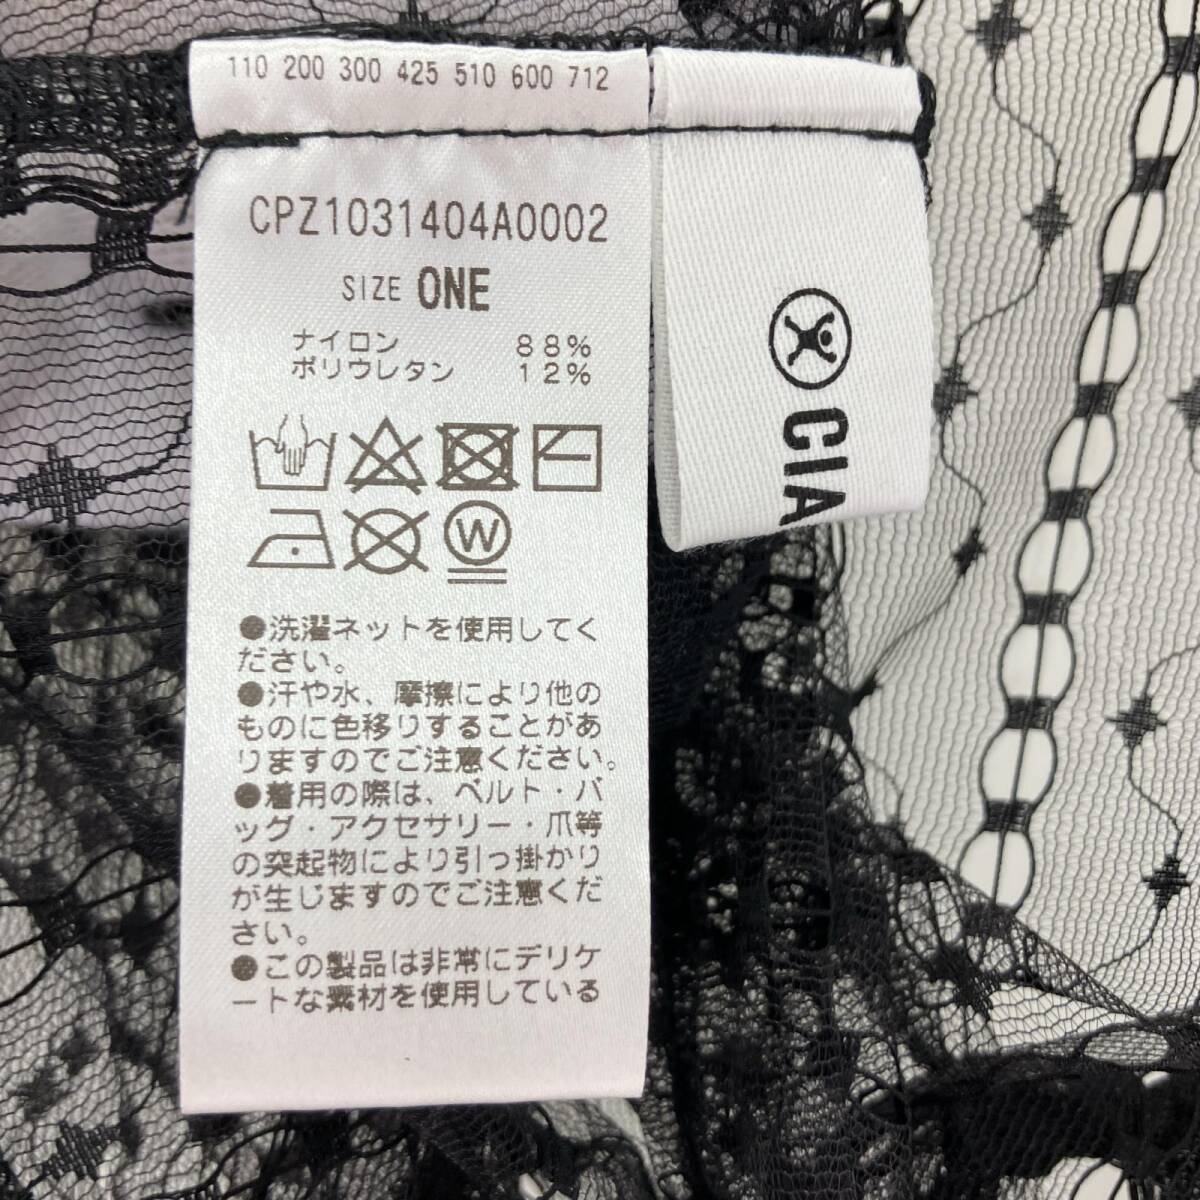 110 200 300 425 510 600 712
CPZ1031404A0002
SIZE ONE
ナイロン 88%
ポリウレタン 12%
W
●洗濯ネットを使用してく
ださい。
●汗や水、摩擦により他の
ものに色移りすることがあ
りますのでご注意ください。
●着用の際は、ベルト・バ
ッグ・アクセサリー・爪等
の突起物により引っ掛かり
が生じますのでご注意くだ
さい。
●この製品は非常にデリケ
ートな素材を使用している
CIA